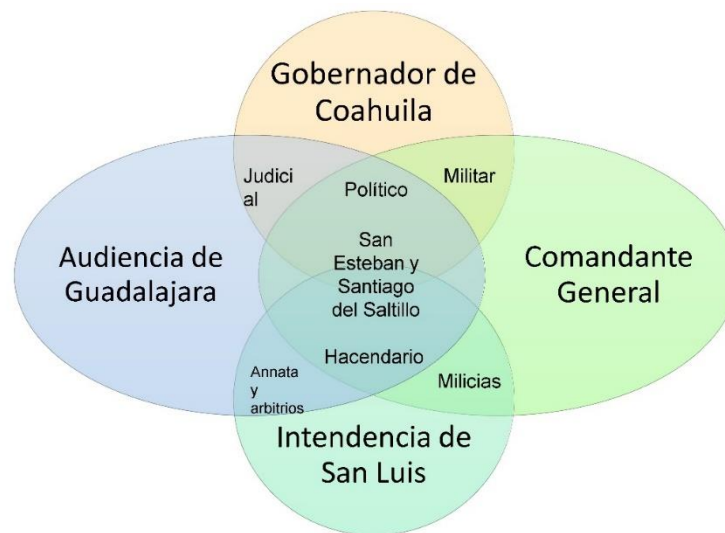 Gobernador de
Coahuila
Judici
al
Político
Militar
Audiencia de
Guadalajara
San
Esteban y
Santiago
del Saltillo
Comandante
General
Hacendario
Annata
y
arbitrios
Milicias
Intendencia de
San Luis